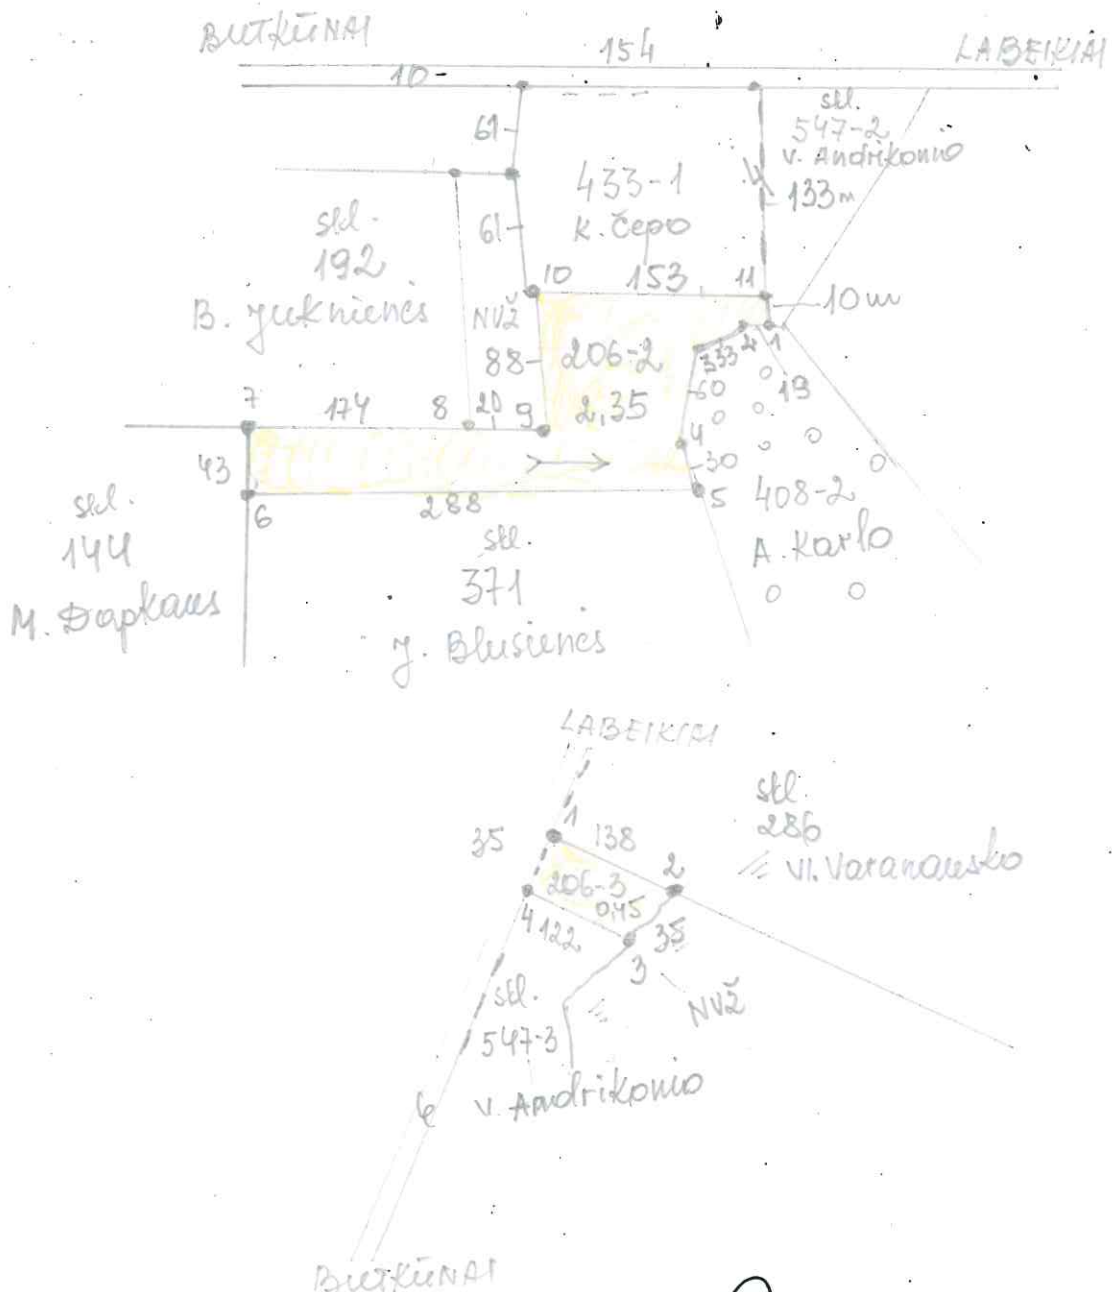 BUTKŪNAI
154
LABEIKIAI
10
skl.
547-2
V. Andrikonio
133m
61
433-1
K. Čepo
61
skl.
192
B. Juknienės
NVŽ
10
153
11
10m
88
206-2
2,35
3
33
2
1
19
60
4
30
5
7
174
8
20
9
43
6
288
skl.
144
M. Dapkaus
408-2
A. Karlo
skl.
371
J. Blusienės
LABEIKIAI
1
35
138
2
skl.
286
Vl. Varanausko
206-3
0,45
4
122
35
3
NVŽ
skl.
547-3
V. Andrikonio
BUTKŪNAI